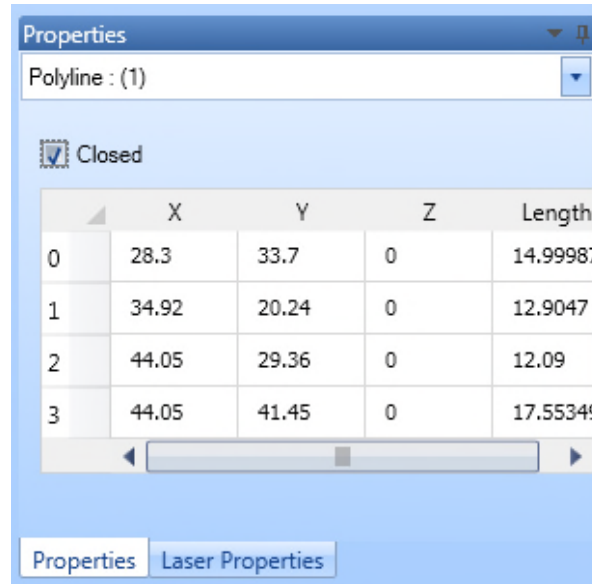 Properties
Polyline : (1)
Closed
X Y Z Length
0 28.3 33.7 0 14.99987
1 34.92 20.24 0 12.9047
2 44.05 29.36 0 12.09
3 44.05 41.45 0 17.55349
Properties Laser Properties